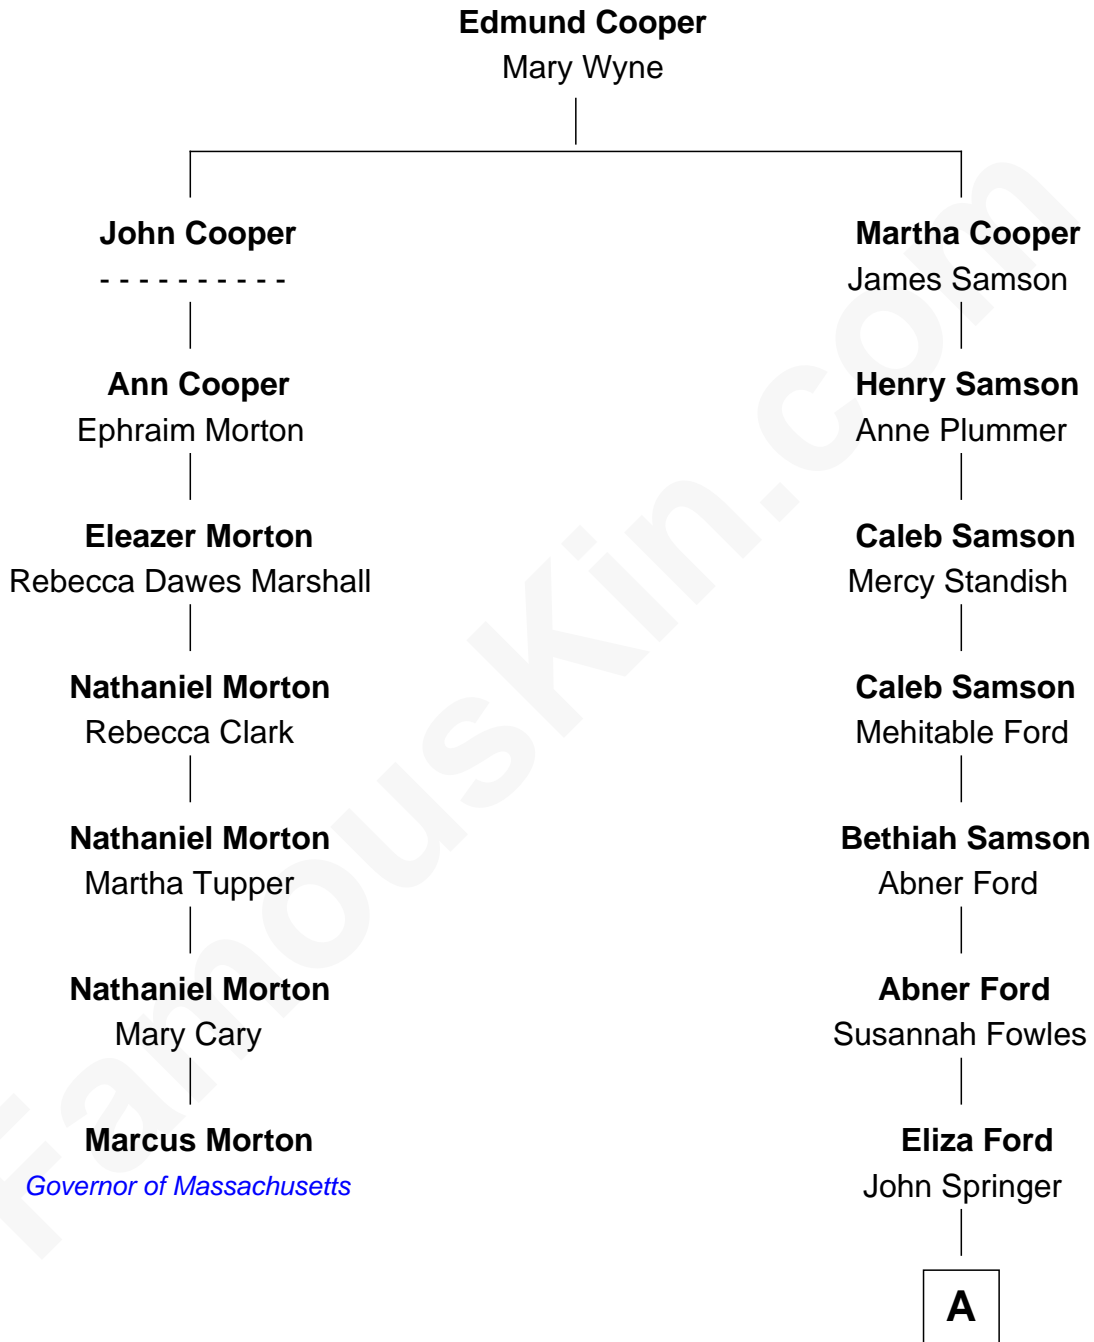 Edmund Cooper
Mary Wyne
John Cooper
- - - - - - - - - -
Ann Cooper
Ephraim Morton
Eleazer Morton
Rebecca Dawes Marshall
Nathaniel Morton
Rebecca Clark
Nathaniel Morton
Martha Tupper
Nathaniel Morton
Mary Cary
Marcus Morton
Governor of Massachusetts
Martha Cooper
James Samson
Henry Samson
Anne Plummer
Caleb Samson
Mercy Standish
Caleb Samson
Mehitable Ford
Bethiah Samson
Abner Ford
Abner Ford
Susannah Fowles
Eliza Ford
John Springer
A
FamousKin.com